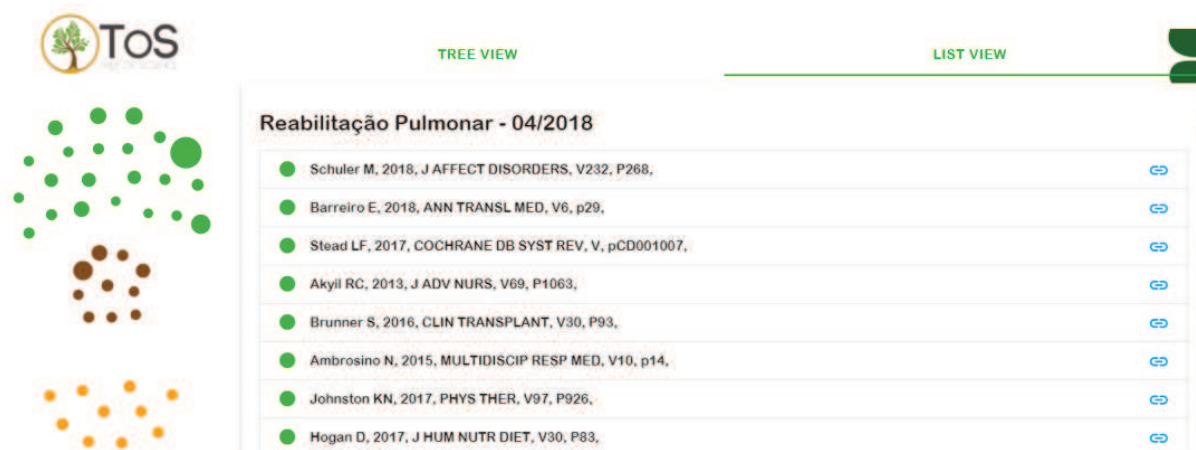 ToS
TREE VIEW
LIST VIEW
Reabilitação Pulmonar - 04/2018
Schuler M, 2018, J AFFECT DISORDERS, V232, P268,
Barreiro E, 2018, ANN TRANSL MED, V6, p29,
Stead LF, 2017, COCHRANE DB SYST REV, V, pCD001007,
Akyil RC, 2013, J ADV NURS, V69, P1063,
Brunner S, 2016, CLIN TRANSPLANT, V30, P93,
Ambrosino N, 2015, MULTIDISCIP RESP MED, V10, p14,
Johnston KN, 2017, PHYS THER, V97, P926,
Hogan D, 2017, J HUM NUTR DIET, V30, P83,